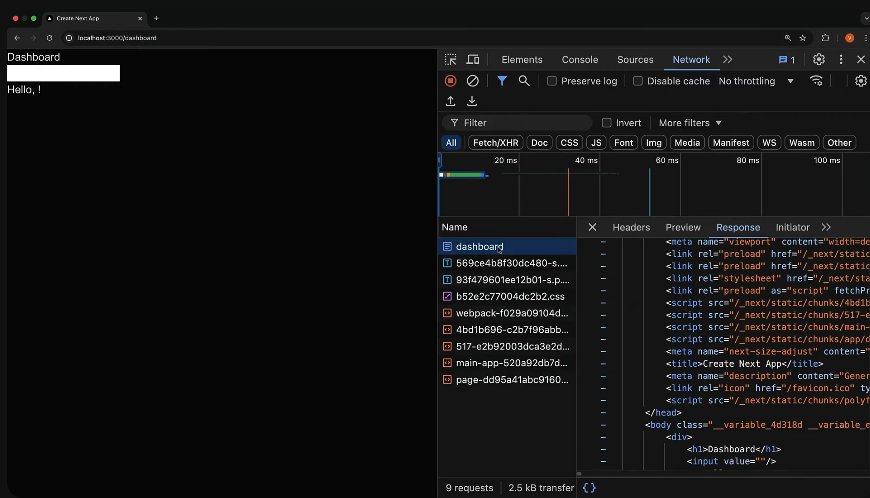 Create Next App
localhost:3000/dashboard
Dashboard
Hello, !
Elements Console Sources Network 1
Preserve log Disable cache No throttling
Filter Invert More filters
All Fetch/XHR Doc CSS JS Font Img Media Manifest WS Wasm Other
20 ms 40 ms 60 ms 80 ms 100 ms
Name
Headers Preview Response Initiator
dashboard
569ce4b8f30dc480-s....
93f479601ee12b01-s.p....
b52e2c77004dc2b2.css
webpack-f029a09104d...
4bd1b696-c2b7f96abb...
517-e2b92003dca3e2d...
main-app-520a92db7d...
page-dd95a41abc9160...
<meta name="viewport" content="width=de
<link rel="preload" href="/_next/static
<link rel="preload" href="/_next/static
<link rel="stylesheet" href="/_next/sta
<link rel="preload" as="script" fetchPr
<script src="/_next/static/chunks/4bd1b
<script src="/_next/static/chunks/517-e
<script src="/_next/static/chunks/main-
<script src="/_next/static/chunks/app/d
<meta name="next-size-adjust" content="
<title>Create Next App</title>
<meta name="description" content="Gener
<link rel="icon" href="/favicon.ico" ty
<script src="/_next/static/chunks/polyf
</head>
<body class="__variable_4d318d __variable_e
<div>
<h1>Dashboard</h1>
<input value=""/>
9 requests 2.5 kB transfer {}